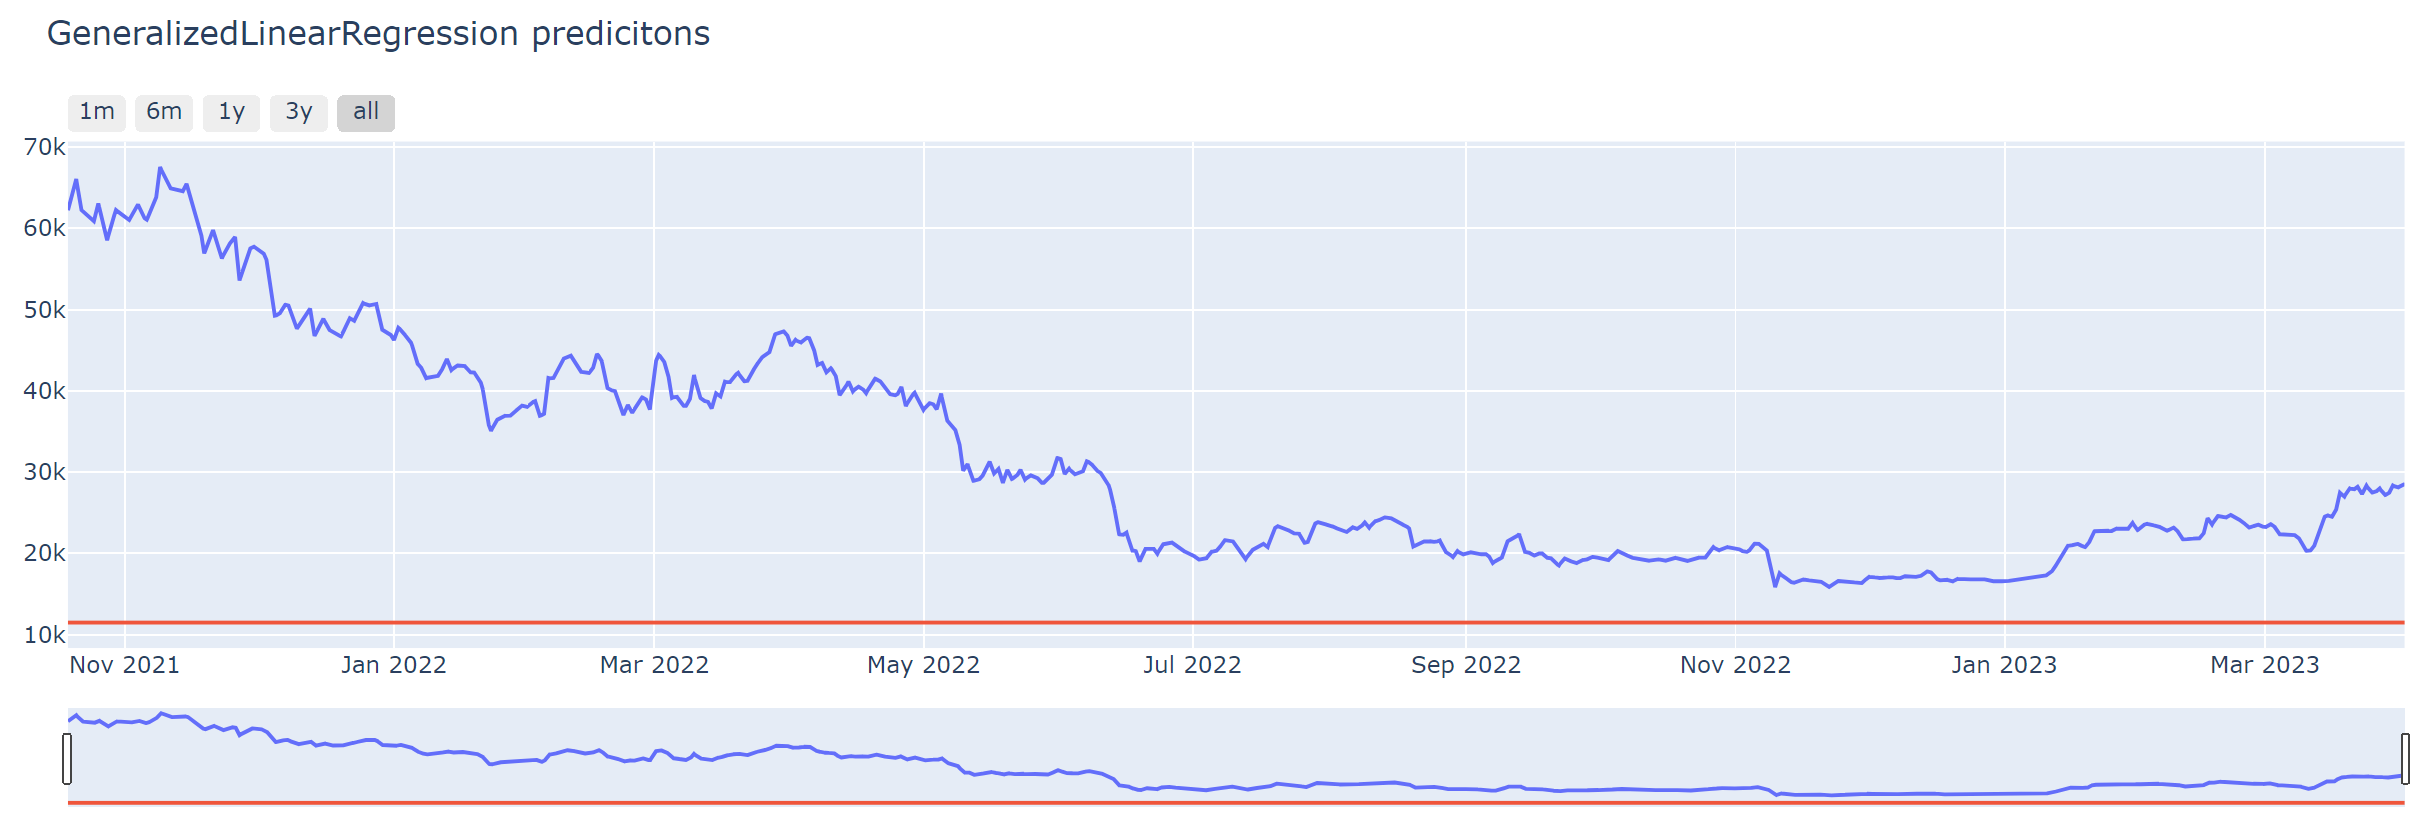 GeneralizedLinearRegression predicitons
1m 6m 1y 3y all
70k
60k
50k
40k
30k
20k
10k
Nov 2021 Jan 2022 Mar 2022 May 2022 Jul 2022 Sep 2022 Nov 2022 Jan 2023 Mar 2023